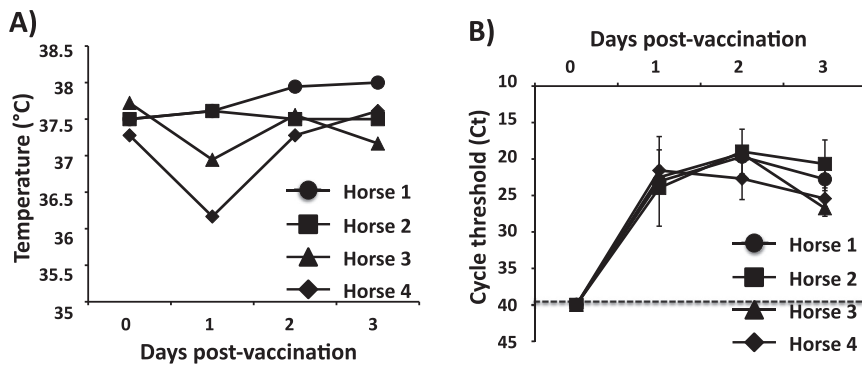 A)
38.5
38
37.5
37
36.5
36
35.5
35
Temperature (°C)
0 1 2 3
Days post-vaccination
Horse 1
Horse 2
Horse 3
Horse 4
B)
Days post-vaccination
0 1 2 3
10
15
20
25
30
35
40
45
Cycle threshold (Ct)
Horse 1
Horse 2
Horse 3
Horse 4